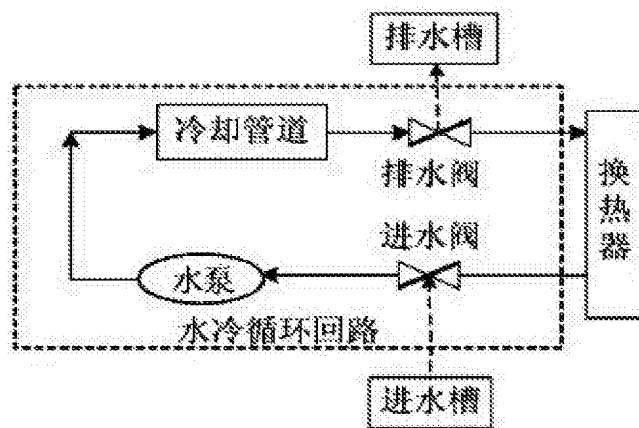 排水槽
冷却管道
排水阀
换热器
进水阀
水泵
水冷循环回路
进水槽